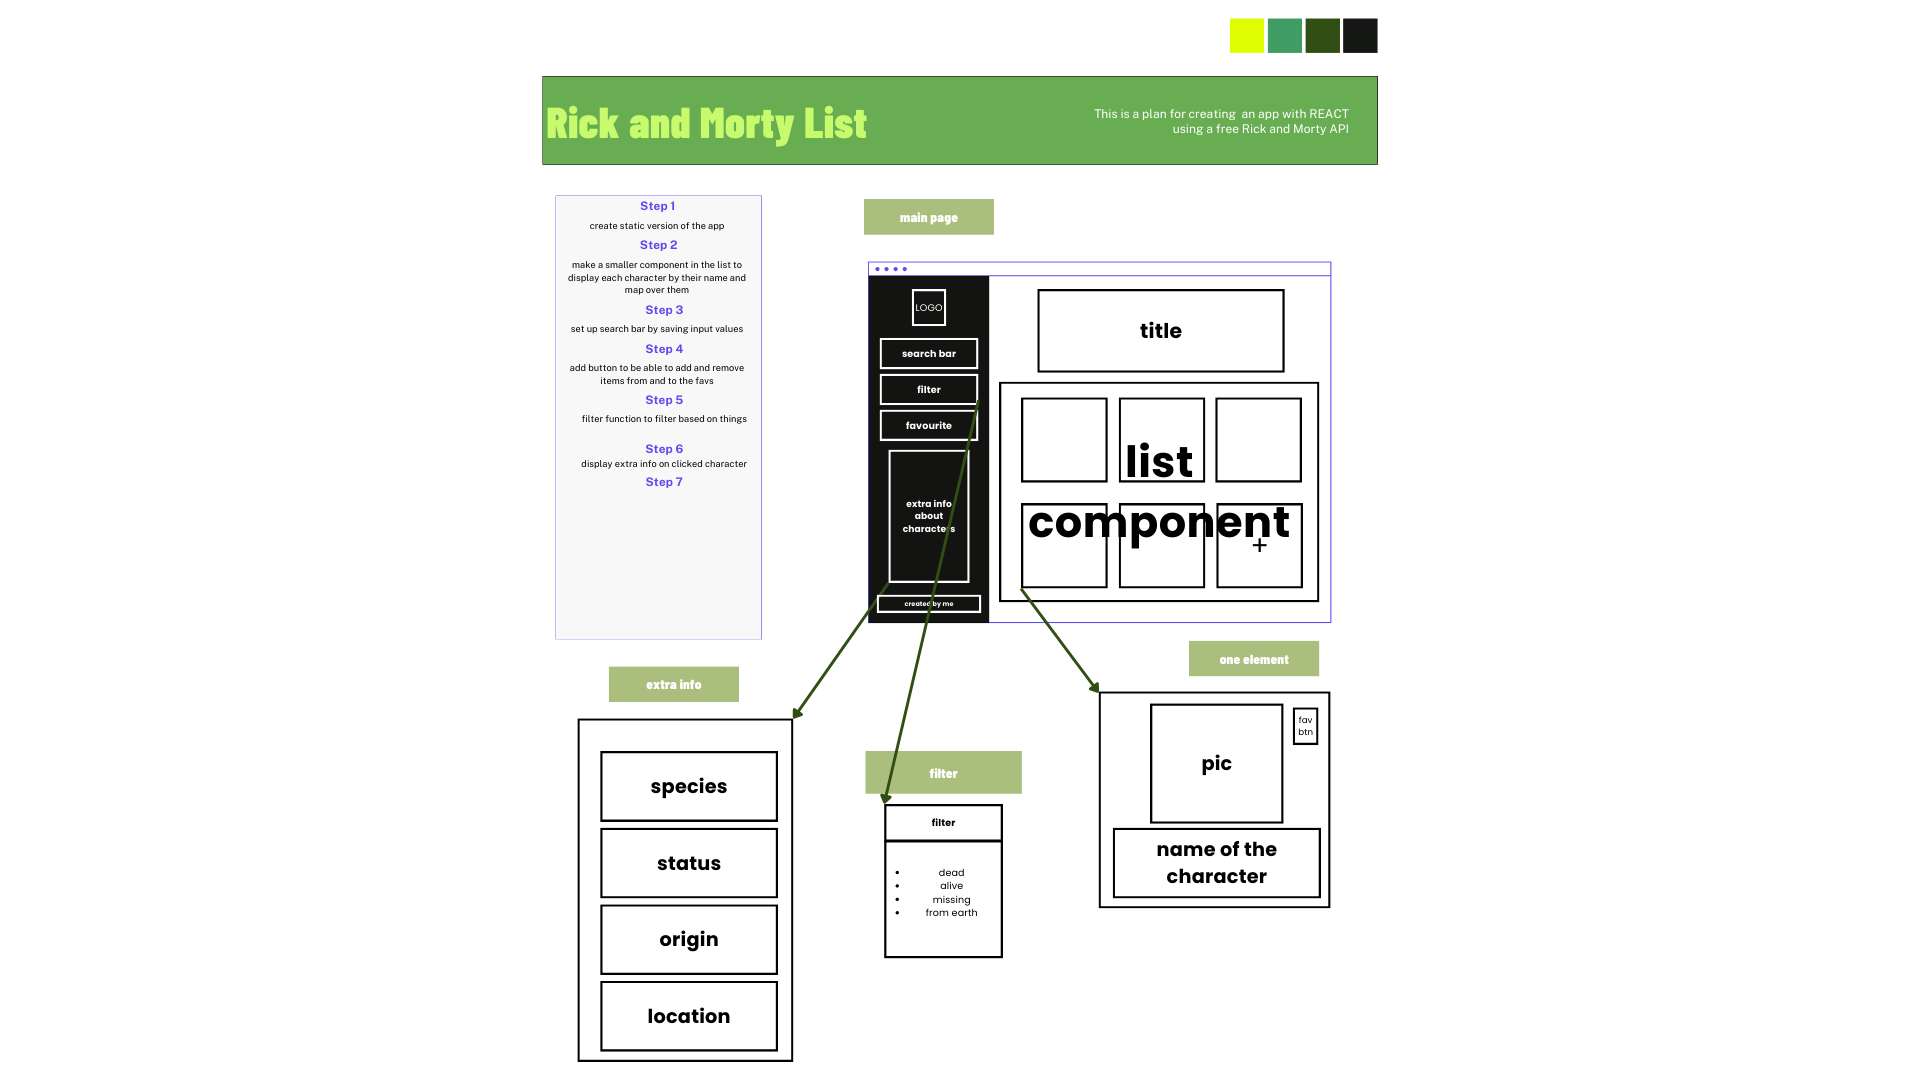 Rick and Morty List
This is a plan for creating  an app with REACT
using a free Rick and Morty API
Step 1
create static version of the app
Step 2
make a smaller component in the list to
display each character by their name and
map over them
Step 3
set up search bar by saving input values
Step 4
add button to be able to add and remove
items from and to the favs
Step 5
filter function to filter based on things
Step 6
display extra info on clicked character
Step 7
main page
LOGO
search bar
filter
favourite
extra info
about
characters
created by me
title
list
component
+
extra info
species
status
origin
location
filter
filter
• dead
• alive
• missing
• from earth
one element
pic
fav
btn
name of the
character